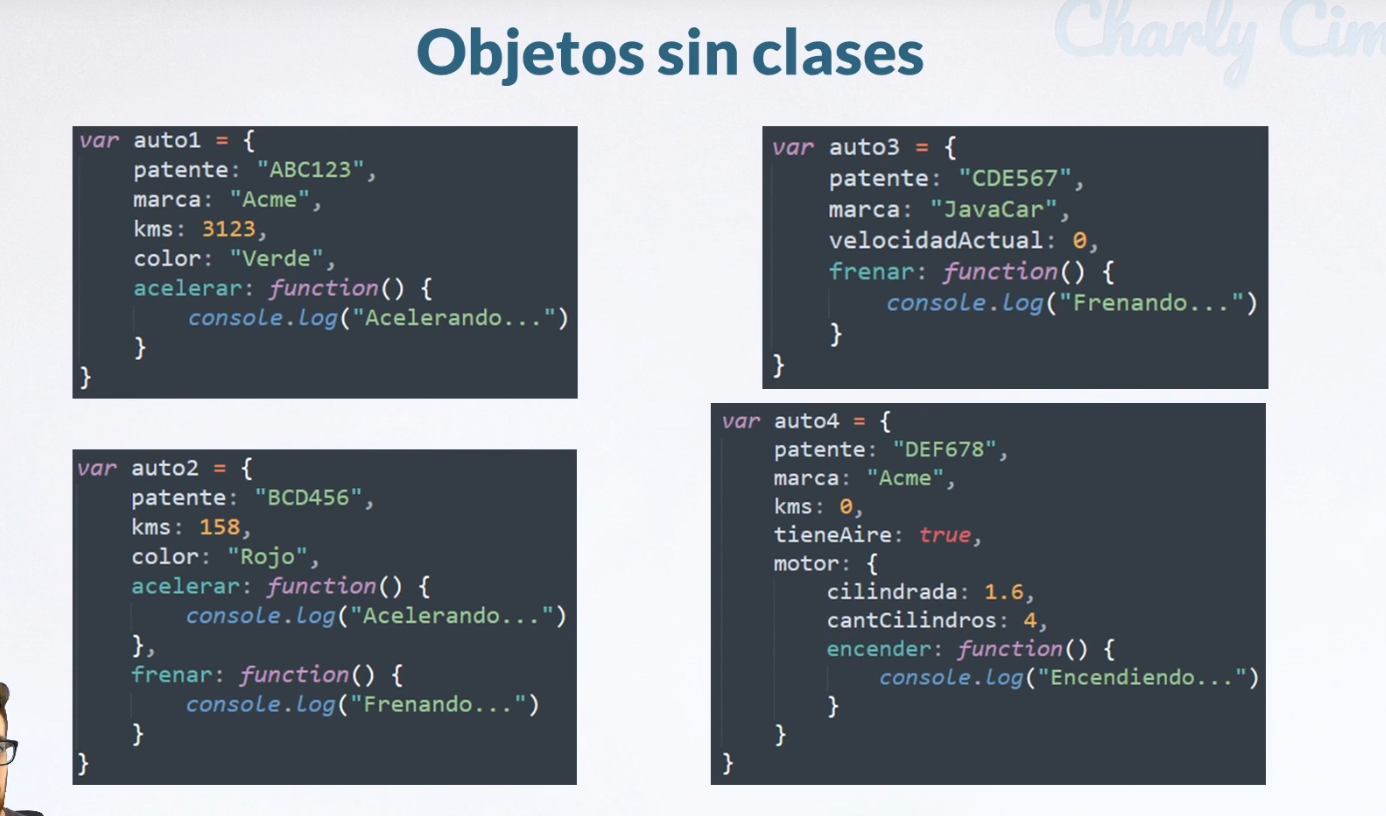 Charly Cim
Objetos sin clases
var auto1 = {
    patente: "ABC123",
    marca: "Acme",
    kms: 3123,
    color: "Verde",
    acelerar: function() {
        console.log("Acelerando...")
    }
}
var auto2 = {
    patente: "BCD456",
    kms: 158,
    color: "Rojo",
    acelerar: function() {
        console.log("Acelerando...")
    },
    frenar: function() {
        console.log("Frenando...")
    }
}
var auto3 = {
    patente: "CDE567",
    marca: "JavaCar",
    velocidadActual: 0,
    frenar: function() {
        console.log("Frenando...")
    }
}
var auto4 = {
    patente: "DEF678",
    marca: "Acme",
    kms: 0,
    tieneAire: true,
    motor: {
        cilindrada: 1.6,
        cantCilindros: 4,
        encender: function() {
            console.log("Encendiendo...")
        }
    }
}